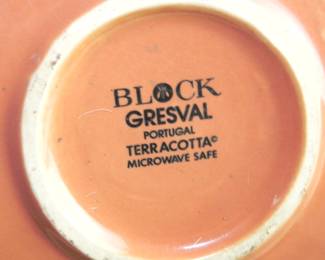 BLOCK
GRESVAL
PORTUGAL
TERRACOTTA©
MICROWAVE SAFE